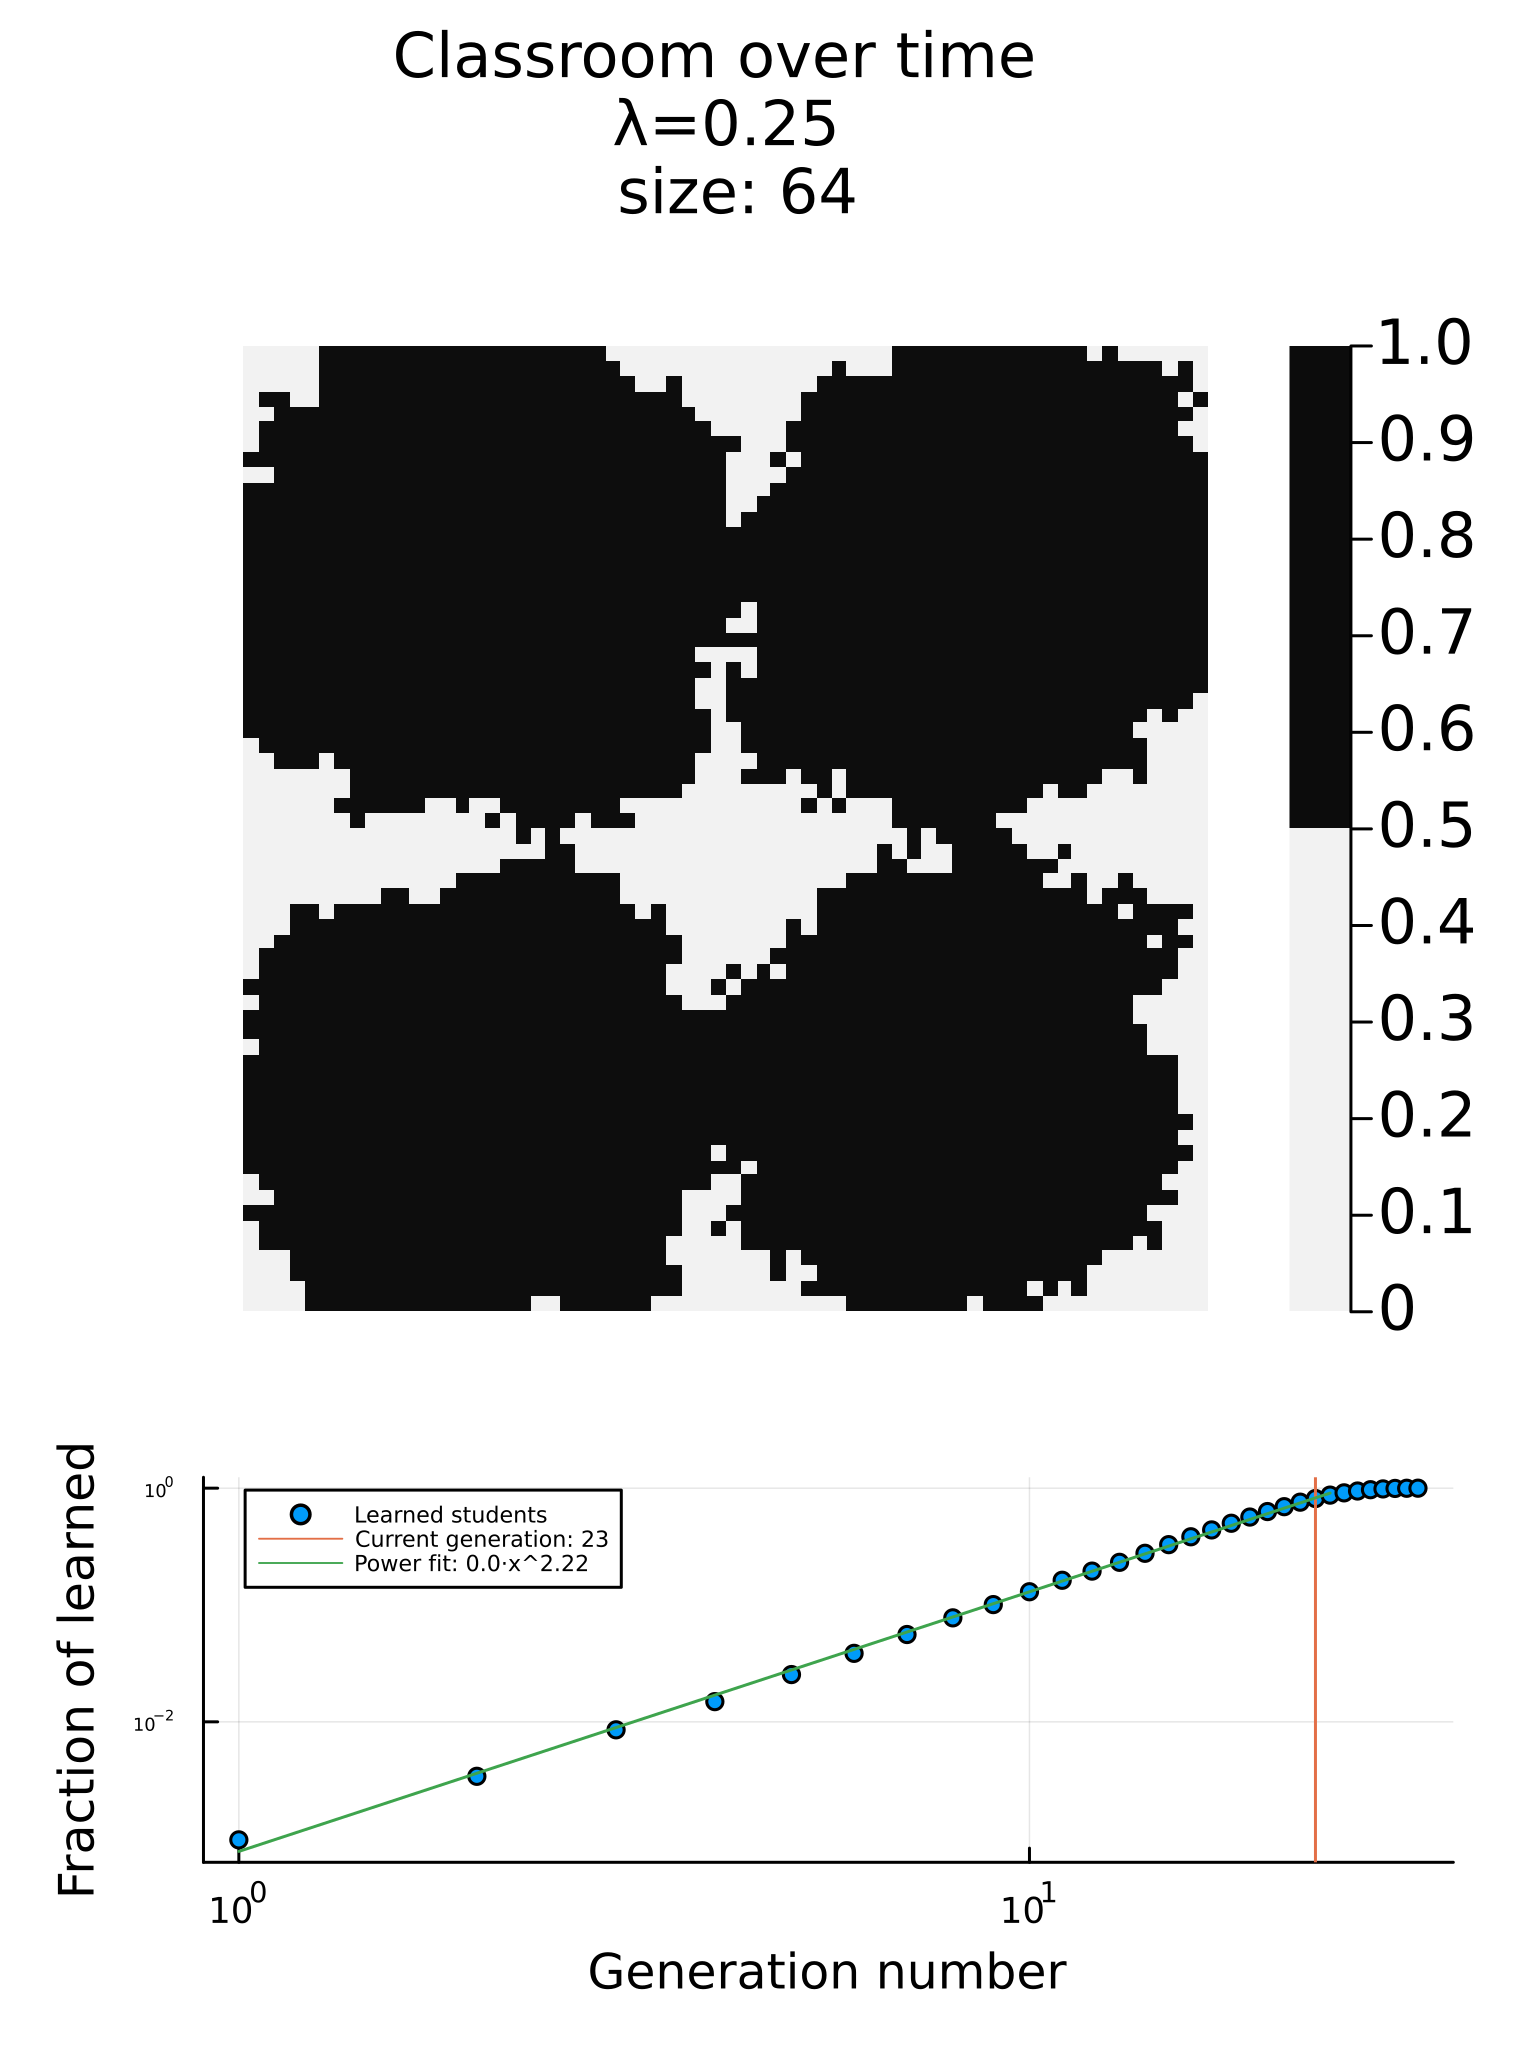 Classroom over time
λ=0.25
size: 64
1.0
0.9
0.8
0.7
0.6
0.5
0.4
0.3
0.2
0.1
0
Fraction of learned
10^0
10^−2
Learned students
Current generation: 23
Power fit: 0.0·x^2.22
10^0
10^1
Generation number